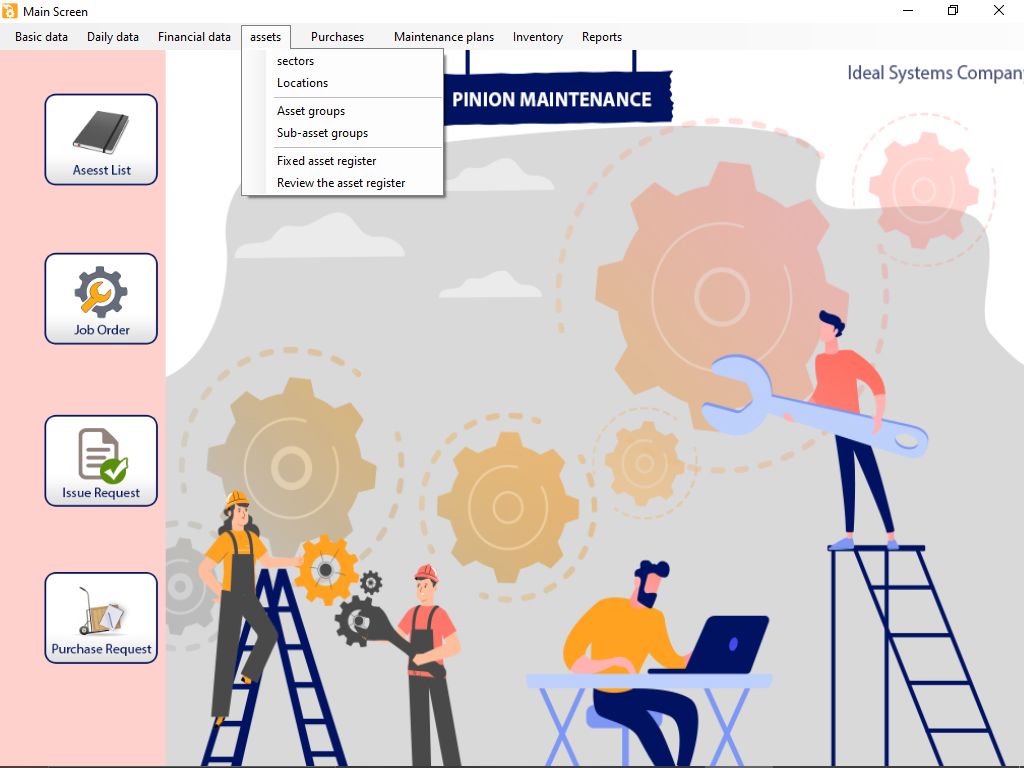 Main Screen
Basic data Daily data Financial data assets Purchases Maintenance plans Inventory Reports
sectors
Locations
Asset groups
Sub-asset groups
Fixed asset register
Review the asset register
PINION MAINTENANCE
Ideal Systems Company
Asesst List
Job Order
Issue Request
Purchase Request